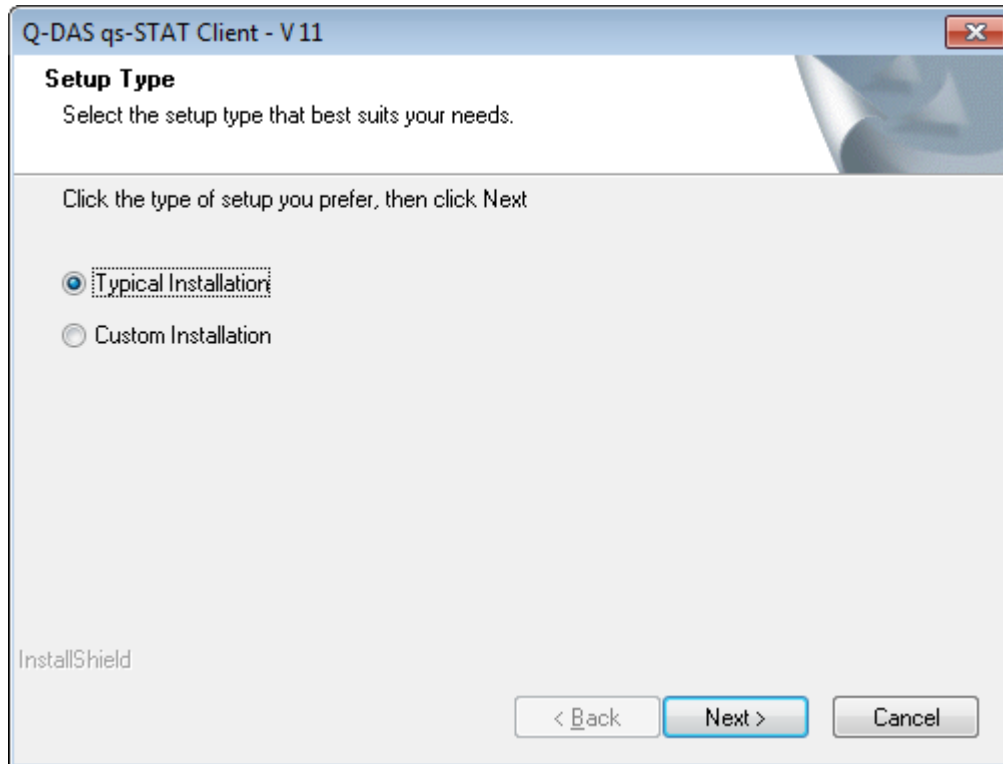 Q-DAS qs-STAT Client - V 11
Setup Type
Select the setup type that best suits your needs.
Click the type of setup you prefer, then click Next
Typical Installation
Custom Installation
InstallShield
< Back
Next >
Cancel